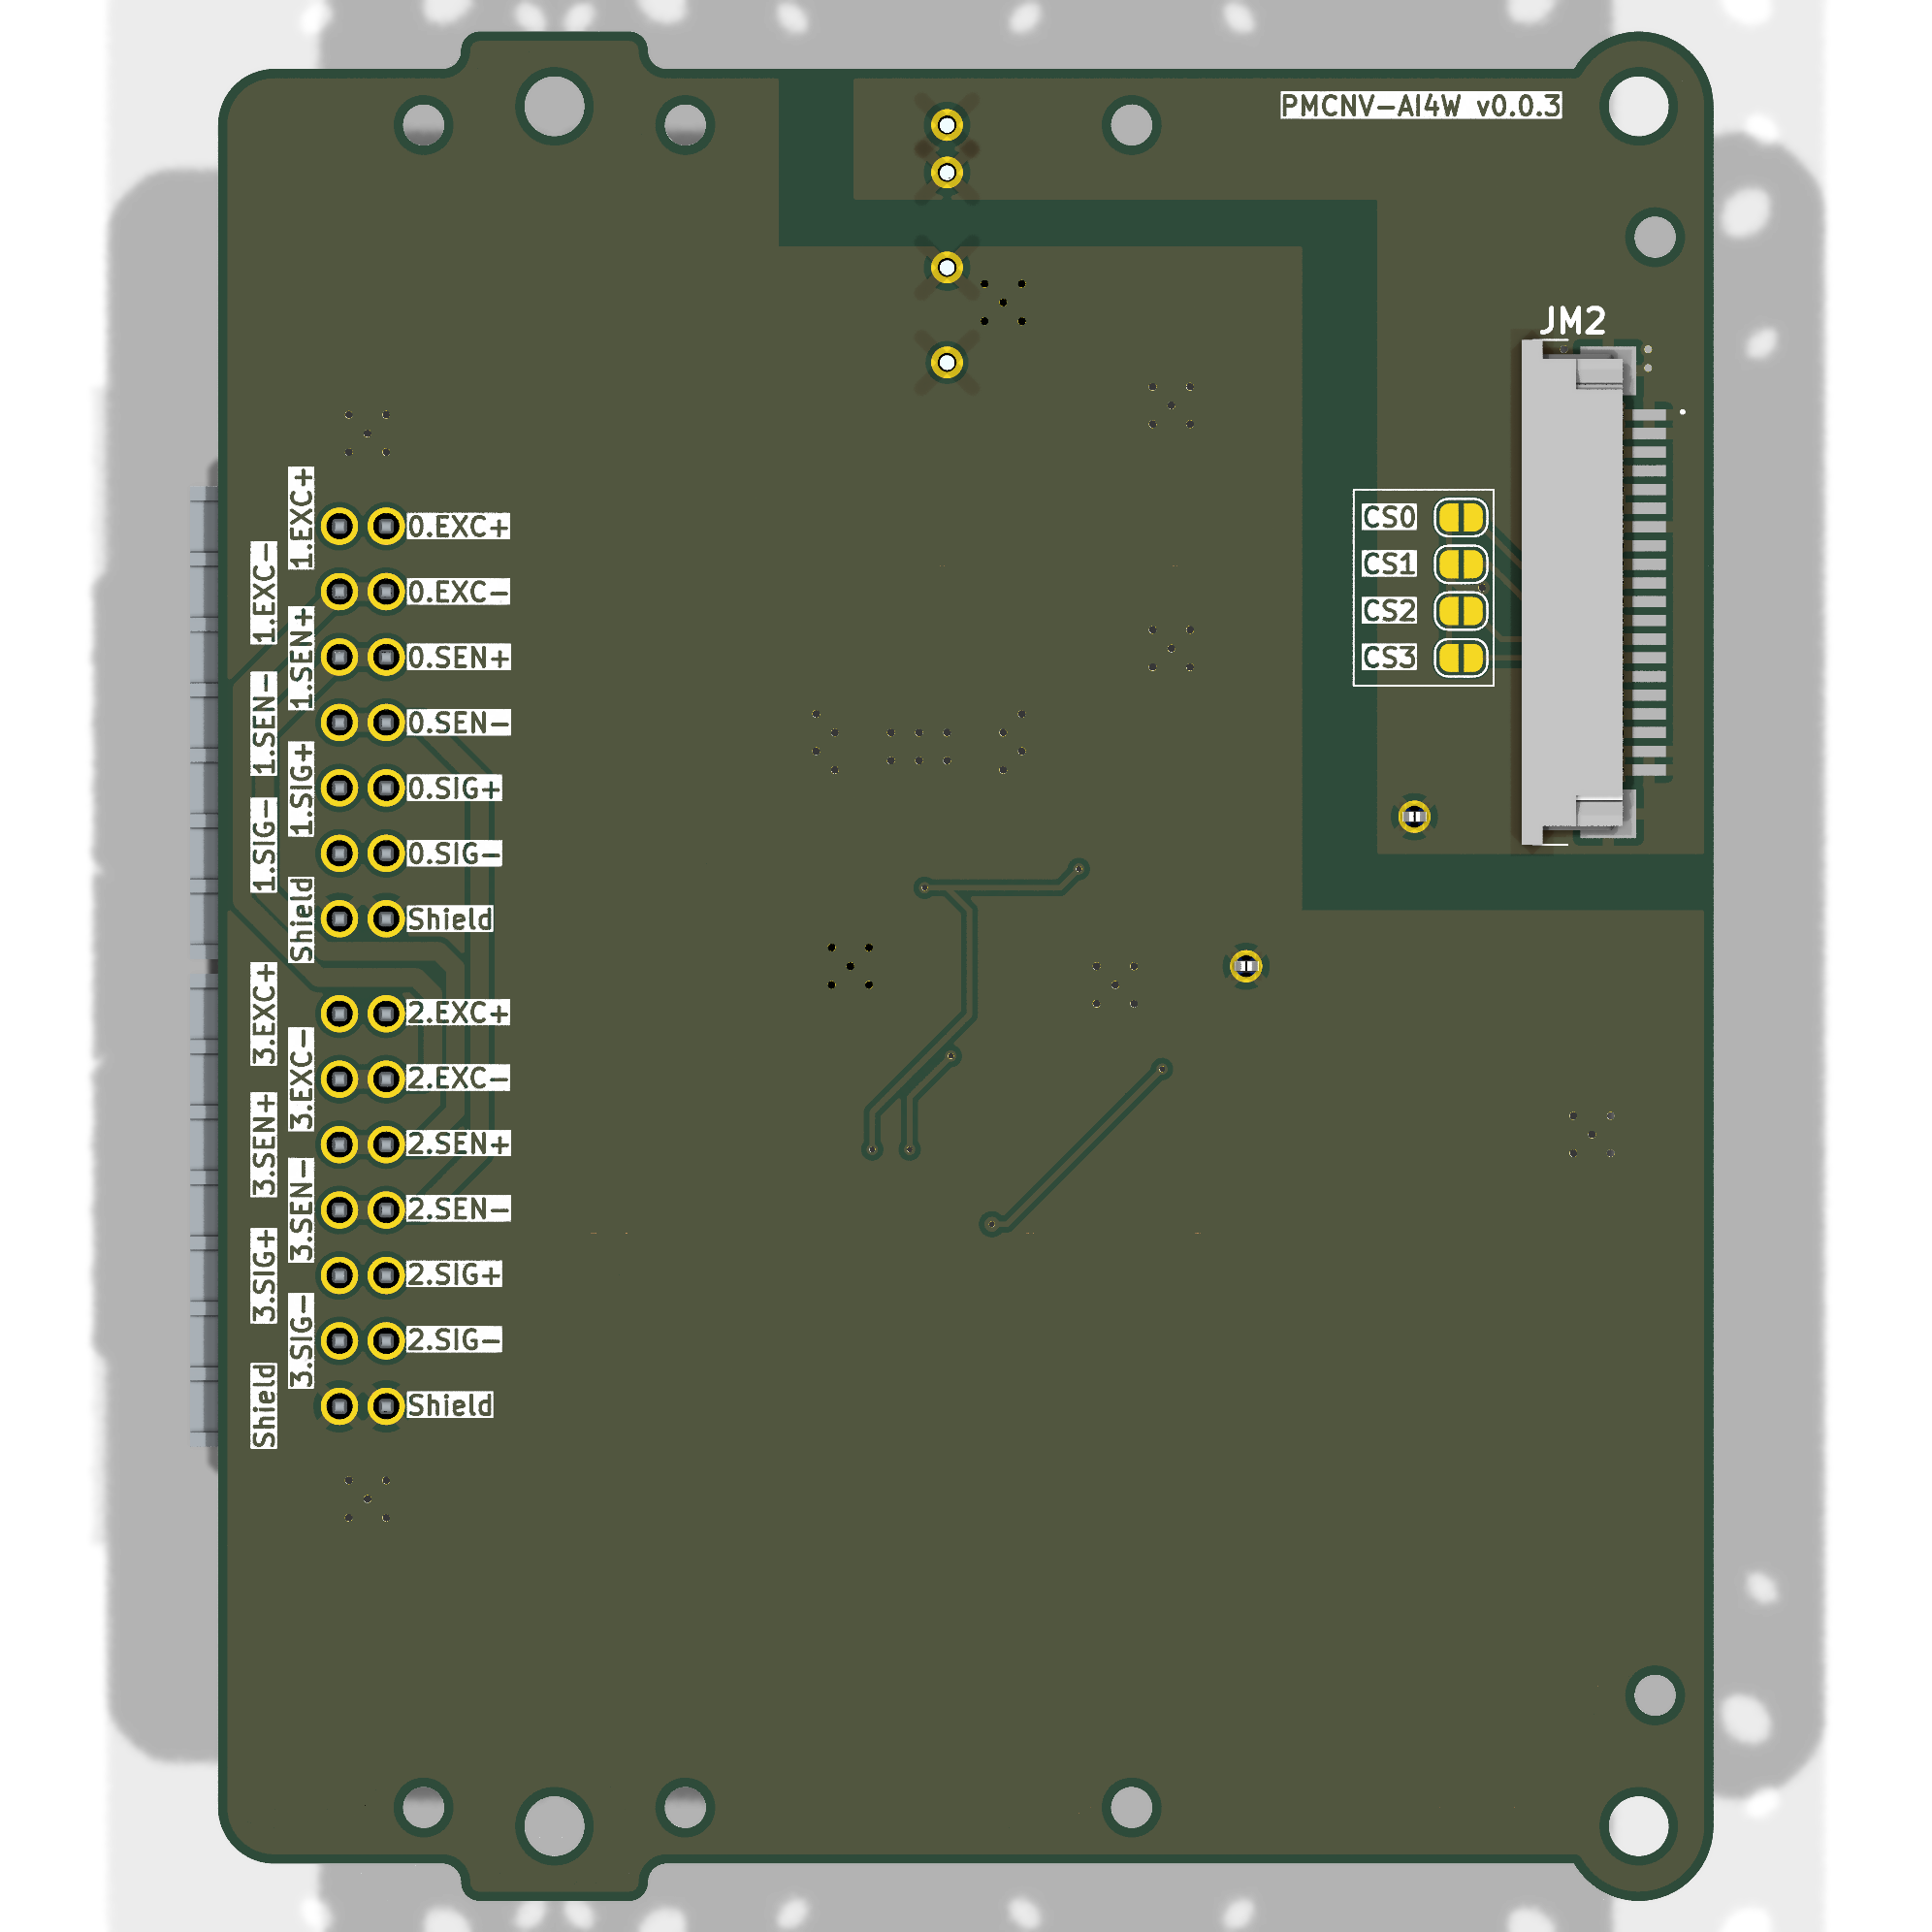 PMCNV-AI4W v0.0.3
JM2
CS0
CS1
CS2
CS3
1.EXC+
0.EXC+
1.EXC-
0.EXC-
1.SEN+
0.SEN+
1.SEN-
0.SEN-
1.SIG+
0.SIG+
1.SIG-
0.SIG-
Shield
Shield
3.EXC+
2.EXC+
3.EXC-
2.EXC-
3.SEN+
2.SEN+
3.SEN-
2.SEN-
3.SIG+
2.SIG+
3.SIG-
2.SIG-
Shield
Shield